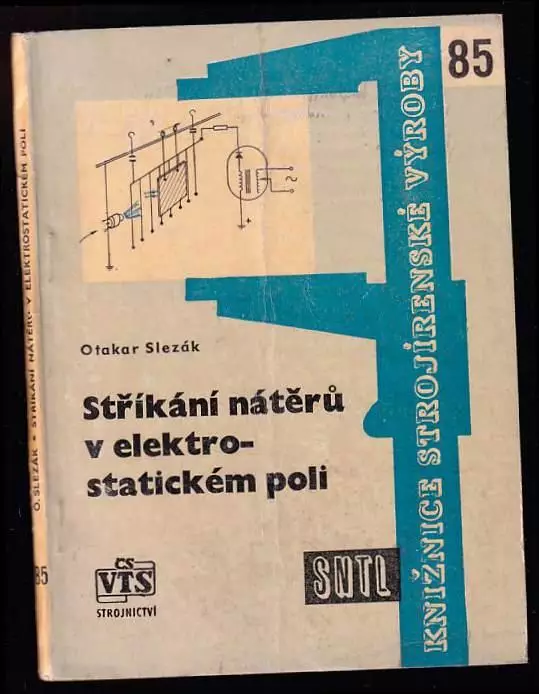 85
KNIŽNICE STROJÍRENSKÉ VÝROBY
Otakar Slezák
Stříkání nátěrů
v elektro-
statickém poli
ČS
VTS
STROJNICTVÍ
SNTL
O. SLEZÁK • STŘÍKÁNÍ NÁTĚRŮ V ELEKTROSTATICKÉM POLI
85